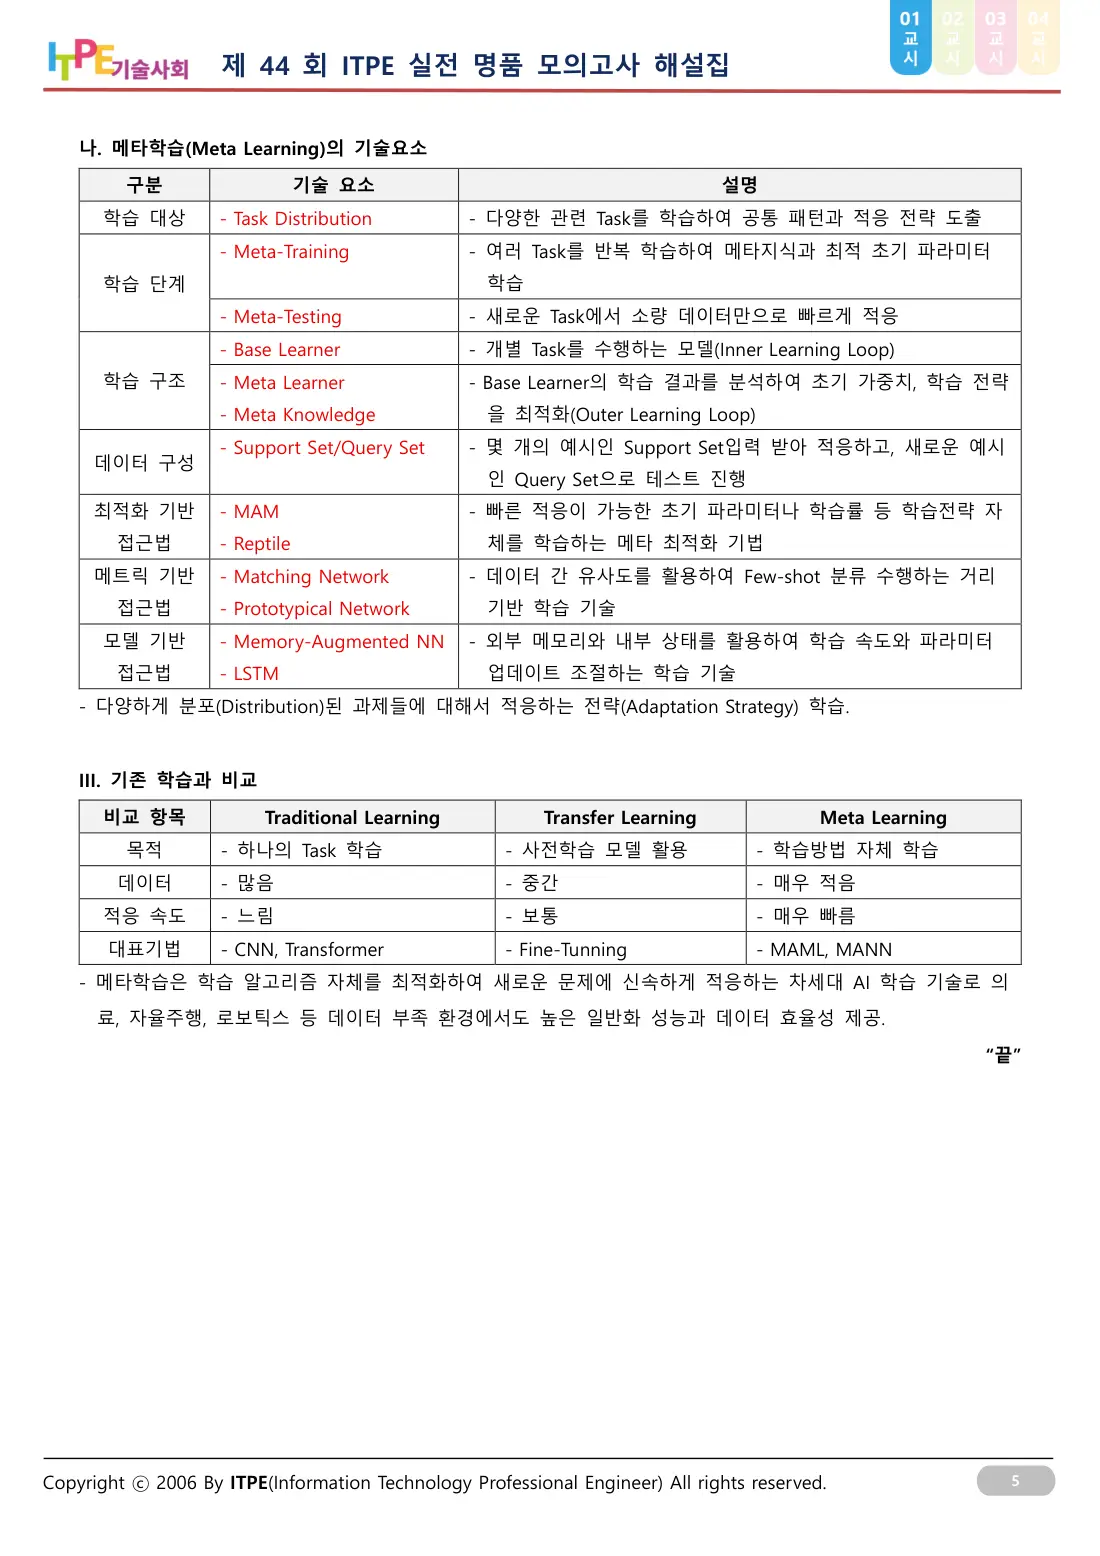 ITPE기술사회
제 44 회 ITPE 실전 명품 모의고사 해설집
01 교시
02 교시
03 교시
04 교시
나. 메타학습(Meta Learning)의 기술요소
구분 기술 요소 설명
학습 대상 - Task Distribution - 다양한 관련 Task를 학습하여 공통 패턴과 적응 전략 도출
학습 단계 - Meta-Training - 여러 Task를 반복 학습하여 메타지식과 최적 초기 파라미터
학습
- Meta-Testing - 새로운 Task에서 소량 데이터만으로 빠르게 적응
학습 구조 - Base Learner - 개별 Task를 수행하는 모델(Inner Learning Loop)
- Meta Learner - Base Learner의 학습 결과를 분석하여 초기 가중치, 학습 전략
- Meta Knowledge 을 최적화(Outer Learning Loop)
데이터 구성 - Support Set/Query Set - 몇 개의 예시인 Support Set입력 받아 적응하고, 새로운 예시
인 Query Set으로 테스트 진행
최적화 기반 - MAM - 빠른 적응이 가능한 초기 파라미터나 학습률 등 학습전략 자
접근법 - Reptile 체를 학습하는 메타 최적화 기법
메트릭 기반 - Matching Network - 데이터 간 유사도를 활용하여 Few-shot 분류 수행하는 거리
접근법 - Prototypical Network 기반 학습 기술
모델 기반 - Memory-Augmented NN - 외부 메모리와 내부 상태를 활용하여 학습 속도와 파라미터
접근법 - LSTM 업데이트 조절하는 학습 기술
- 다양하게 분포(Distribution)된 과제들에 대해서 적응하는 전략(Adaptation Strategy) 학습.
III. 기존 학습과 비교
비교 항목 Traditional Learning Transfer Learning Meta Learning
목적 - 하나의 Task 학습 - 사전학습 모델 활용 - 학습방법 자체 학습
데이터 - 많음 - 중간 - 매우 적음
적응 속도 - 느림 - 보통 - 매우 빠름
대표기법 - CNN, Transformer - Fine-Tunning - MAML, MANN
- 메타학습은 학습 알고리즘 자체를 최적화하여 새로운 문제에 신속하게 적응하는 차세대 AI 학습 기술로 의
료, 자율주행, 로보틱스 등 데이터 부족 환경에서도 높은 일반화 성능과 데이터 효율성 제공.
“끝”
Copyright ⓒ 2006 By ITPE(Information Technology Professional Engineer) All rights reserved.
5